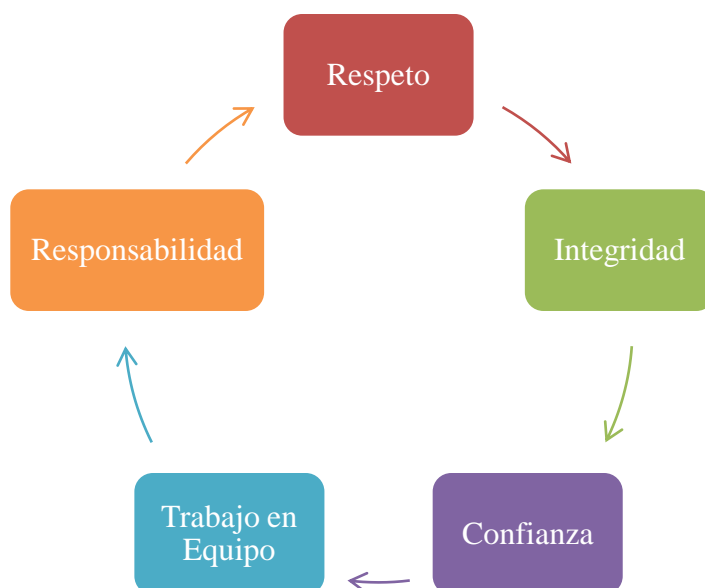 Respeto
Integridad
Confianza
Trabajo en
Equipo
Responsabilidad